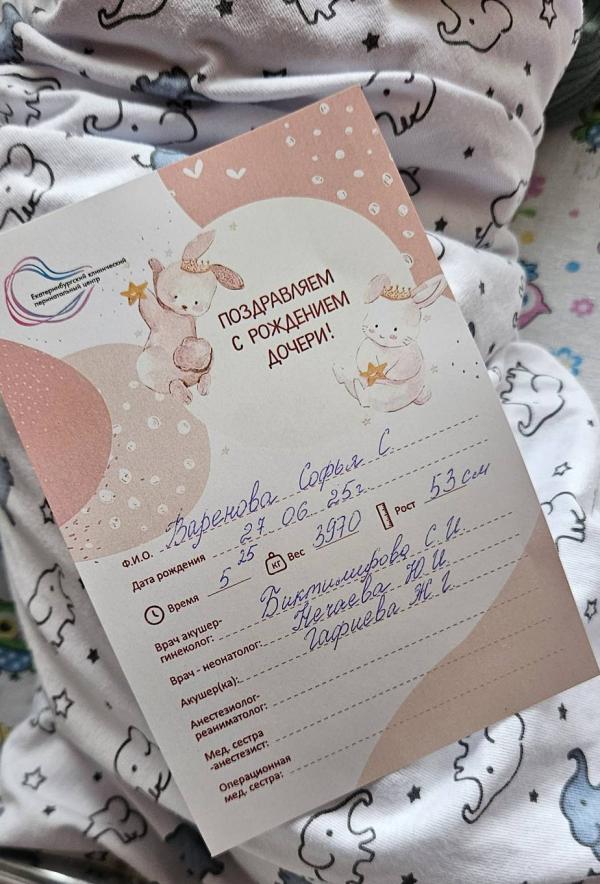 Екатеринбургский клинический
перинатальный центр
ПОЗДРАВЛЯЕМ
С РОЖДЕНИЕМ
ДОЧЕРИ!
Ф.И.О. Варенова Софья С.
Дата рождения 27 06 25г
Время 5 25 КГ Вес 3970 Рост 53 см
Врач акушер-
гинеколог: Биктимирова С.И.
Врач - неонатолог: Нечаева Ю И
Акушер(ка): Гафиева Ж Г
Анестезиолог-
реаниматолог:
Мед. сестра
-анестезист:
Операционная
мед. сестра: